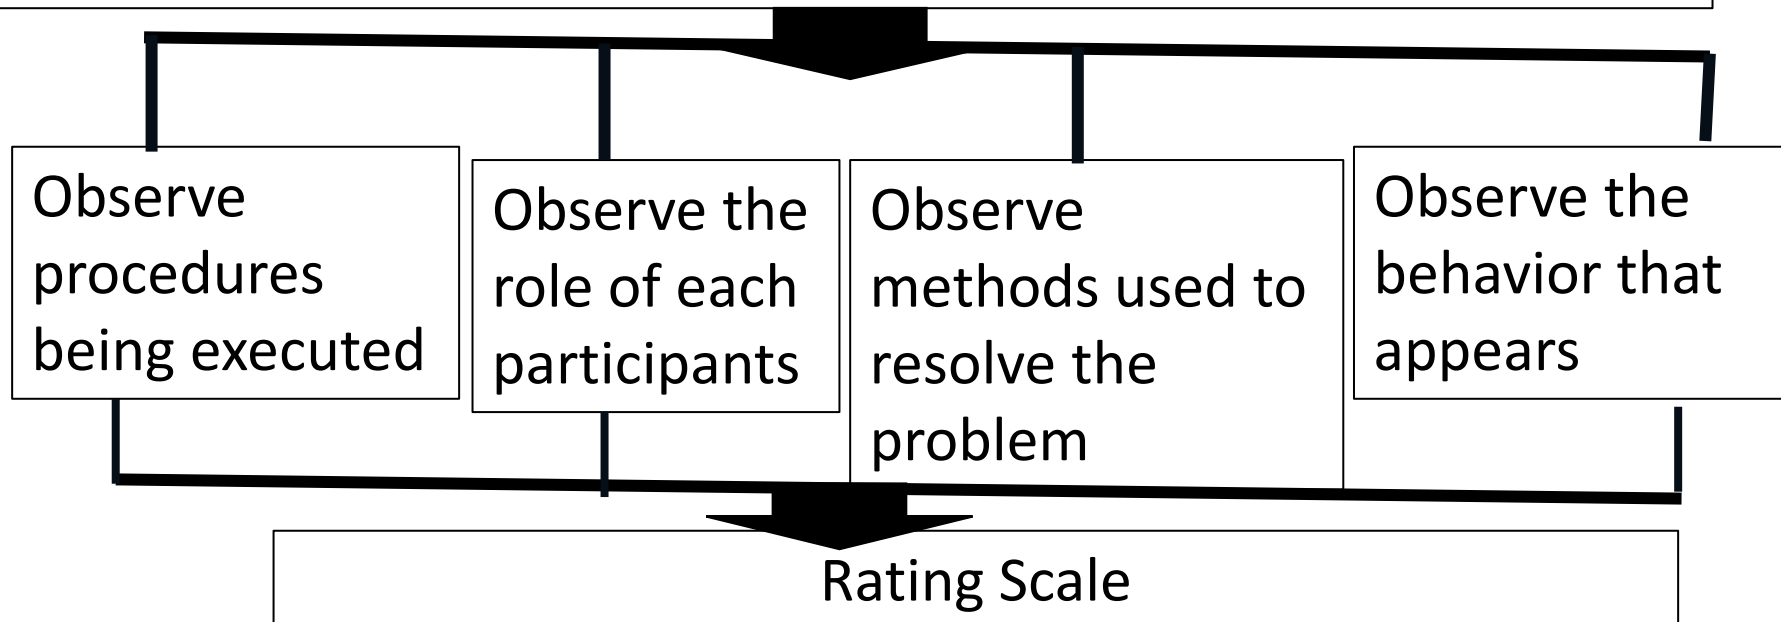 Observe
procedures
being executed
Observe the
role of each
participants
Observe
methods used to
resolve the
problem
Observe the
behavior that
appears
Rating Scale